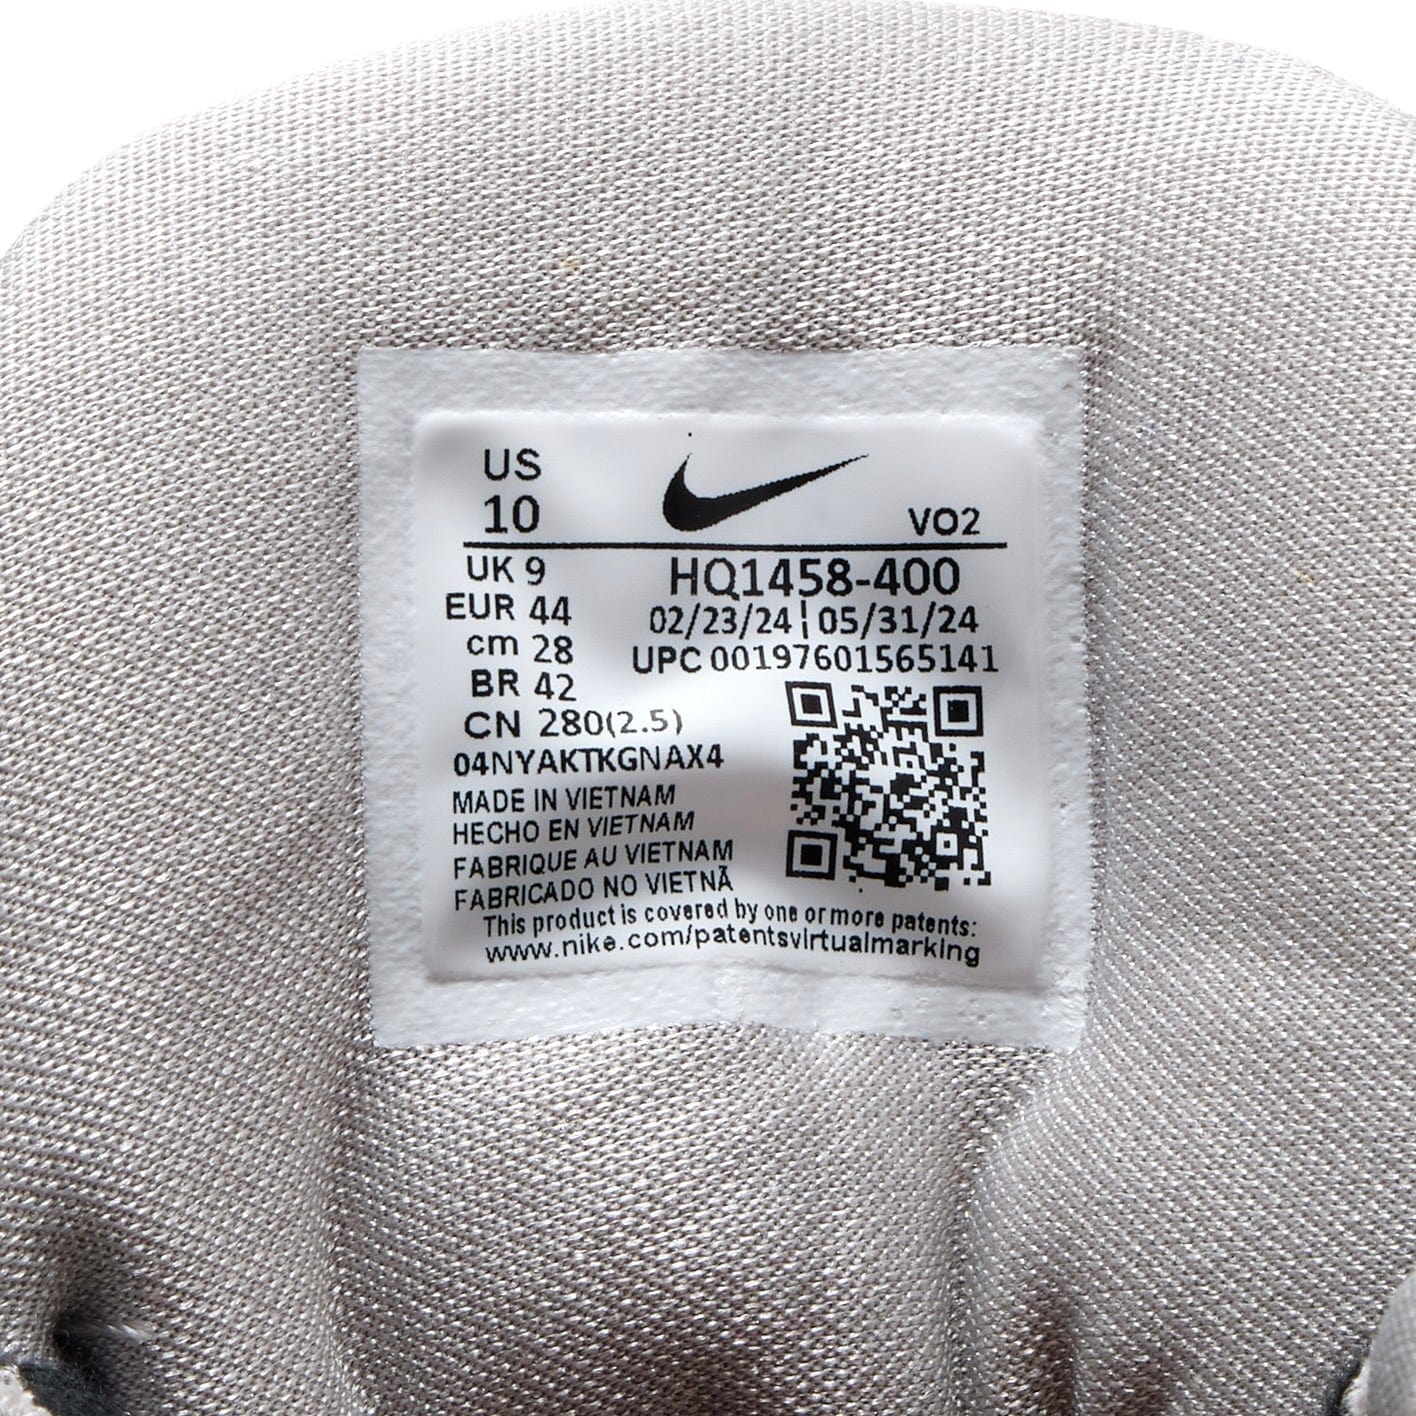 US
10
VO2
UK 9
EUR 44
cm 28
BR 42
CN 280(2.5)
HQ1458-400
02/23/24 | 05/31/24
UPC 00197601565141
04NYAKTKGNAX4
MADE IN VIETNAM
HECHO EN VIETNAM
FABRIQUE AU VIETNAM
FABRICADO NO VIETNÃ
This product is covered by one or more patents:
www.nike.com/patentsvirtualmarking